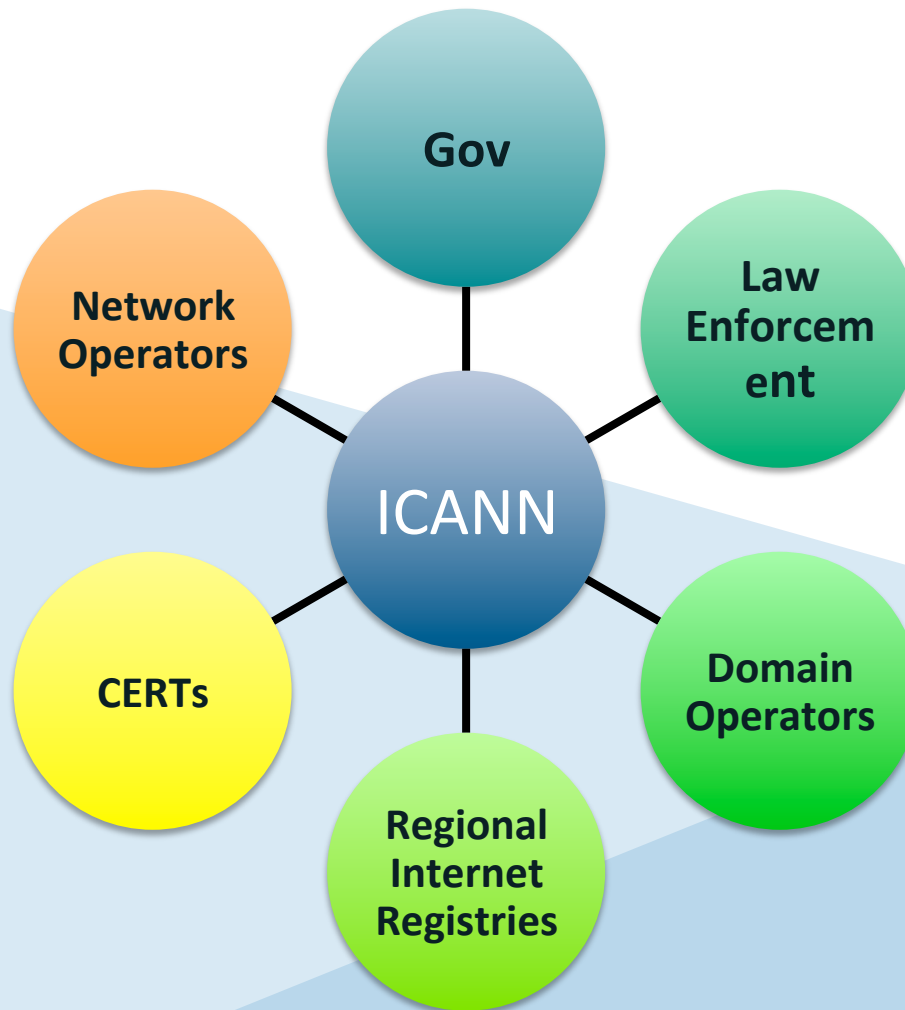 Gov
Law
Enforcem
ent
Network
Operators
ICANN
CERTs
Domain
Operators
Regional
Internet
Registries